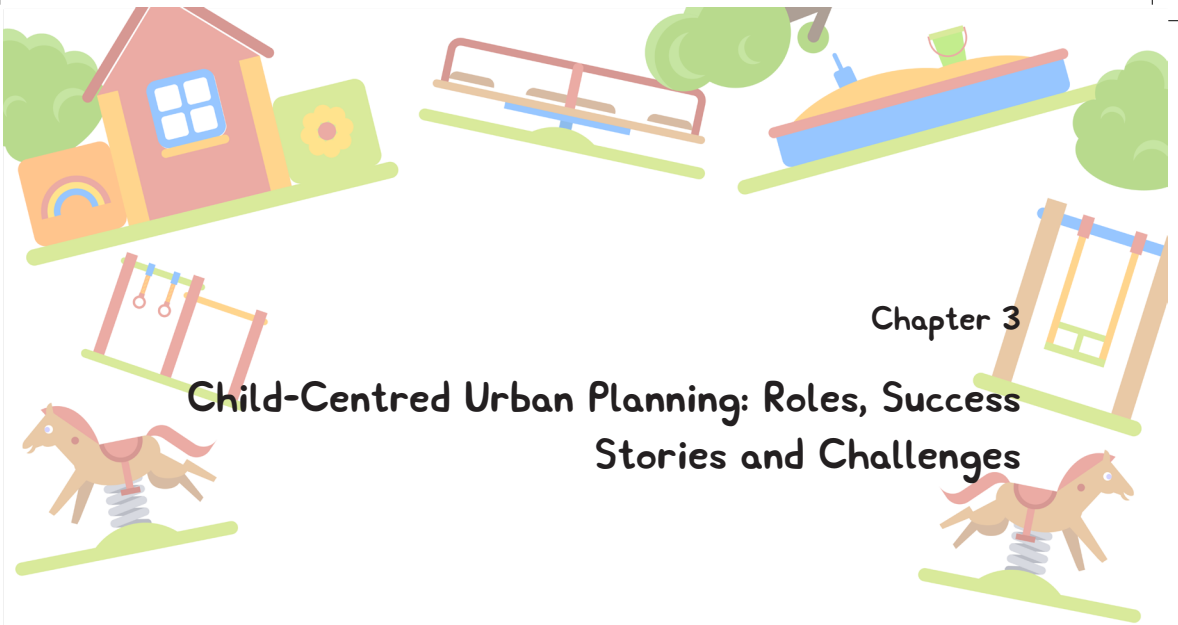 Chapter 3
Child-Centred Urban Planning: Roles, Success
Stories and Challenges